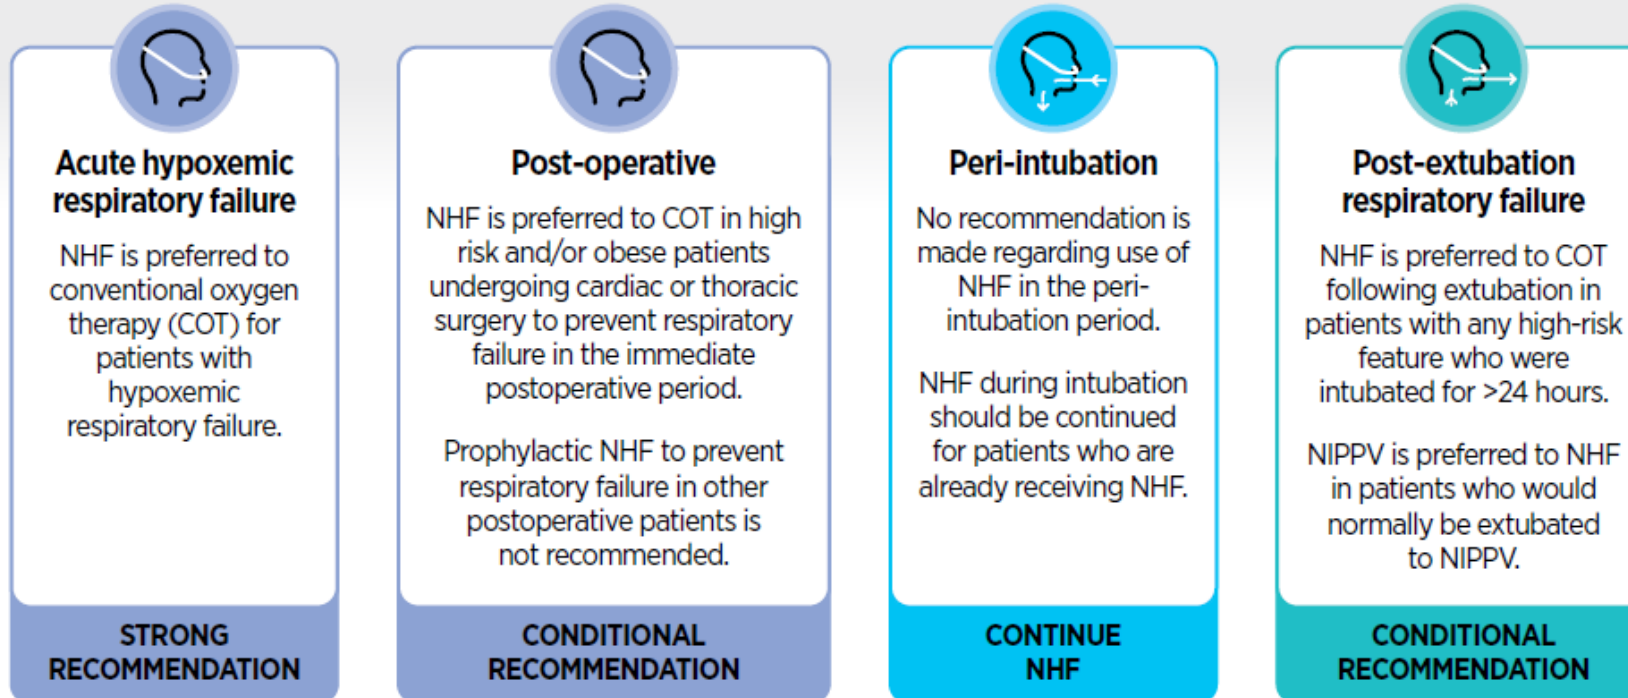 Acute hypoxemic
respiratory failure
NHF is preferred to
conventional oxygen
therapy (COT) for
patients with
hypoxemic
respiratory failure.
STRONG
RECOMMENDATION
Post-operative
NHF is preferred to COT in high
risk and/or obese patients
undergoing cardiac or thoracic
surgery to prevent respiratory
failure in the immediate
postoperative period.
Prophylactic NHF to prevent
respiratory failure in other
postoperative patients is
not recommended.
CONDITIONAL
RECOMMENDATION
Peri-intubation
No recommendation is
made regarding use of
NHF in the peri-
intubation period.
NHF during intubation
should be continued
for patients who are
already receiving NHF.
CONTINUE
NHF
Post-extubation
respiratory failure
NHF is preferred to COT
following extubation in
patients with any high-risk
feature who were
intubated for >24 hours.
NIPPV is preferred to NHF
in patients who would
normally be extubated
to NIPPV.
CONDITIONAL
RECOMMENDATION